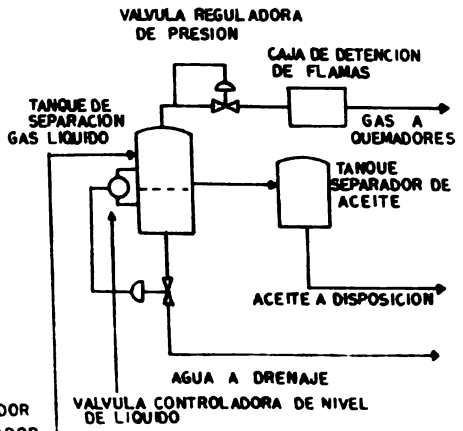 VALVULA REGULADORA
DE PRESION
CAJA DE DETENCION
DE FLAMAS
TANQUE DE
SEPARACION
GAS LIQUIDO
GAS A
QUEMADORES
TANQUE
SEPARADOR DE
ACEITE
ACEITE A DISPOSICION
AGUA A DRENAJE
VALVULA CONTROLADORA DE NIVEL
DE LIQUIDO
DOR